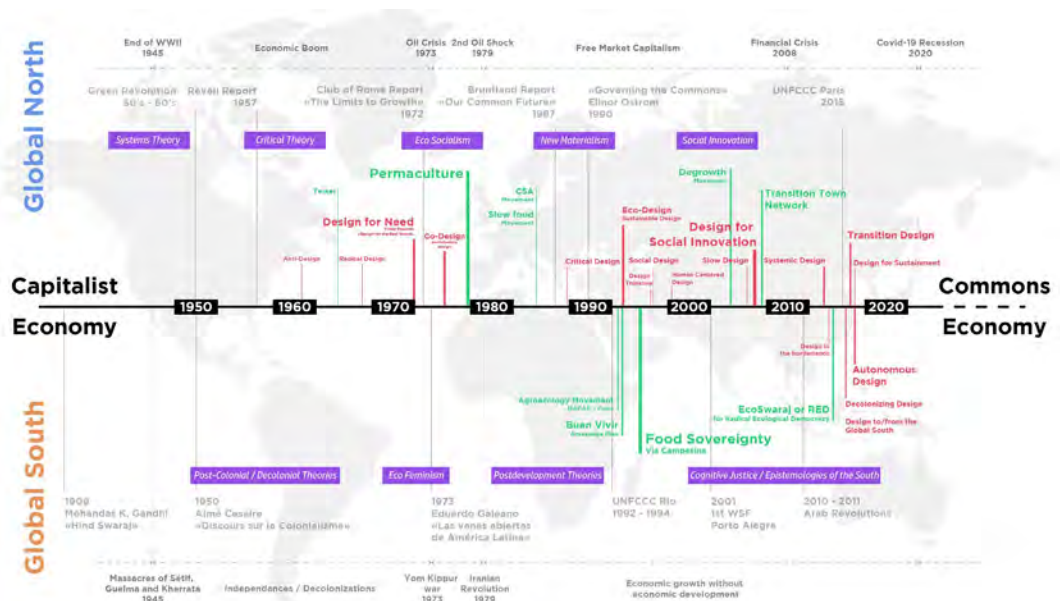 Global North
End of WWII
1945
Economic Boom
Oil Crisis
1973
2nd Oil Shock
1979
Free Market Capitalism
Financial Crisis
2008
Covid-19 Recession
2020
Green Revolution
50's - 60's
Revell Report
1957
Club of Rome Report
«The Limits to Growth»
1972
Bruntland Report
«Our Common Future»
1987
«Governing the Commons»
Elinor Ostrom
1990
UNFCCC Paris
2015
Systems Theory
Critical Theory
Eco Socialism
New Materialism
Social Innovation
Permaculture
Teikei
CSA
Movement
Slow food
Movement
Degrowth
Movement
Transition Town
Network
Design for Need
Co-Design
Eco-Design
Sustainable Design
Design for
Social Innovation
Transition Design
Anti-Design
Radical Design
Critical Design
Social Design
Design
Human Centered
Design
Slow Design
Systemic Design
Design for Sustainment
Capitalist
Economy
1950
1960
1970
1980
1990
2000
2010
2020
Commons
Economy
Global South
Design in
the borderlands
Autonomous
Design
Agroecology Movement
Buen Vivir
EcoSwaraj or RED
for Radical Ecological Democracy
Decolonizing Design
Design to/from the
Global South
Food Sovereignty
Via Campesina
Post-Colonial / Decolonial Theories
Eco Feminism
Postdevelopment Theories
Cognitive Justice / Epistemologies of the South
1909
Mohandas K. Gandhi
«Hind Swaraj»
1950
Aimé Césaire
«Discours sur le Colonialisme»
1973
Eduardo Galeano
«Las venas abiertas
de América Latina»
UNFCCC Rio
1992 - 1994
2001
1st WSF
Porto Alegre
2010 - 2011
Arab Revolutions
Massacres of Sétif,
Guelma and Kherrata
1945
Independances / Decolonizations
Yom Kippur
war
1973
Iranian
Revolution
1979
Economic growth without
economic development